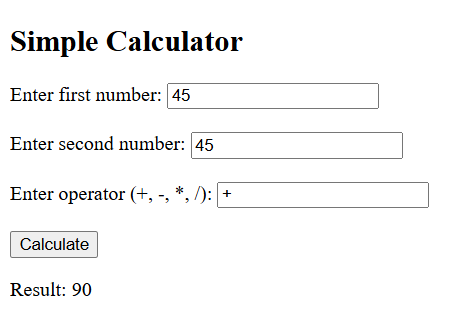 Simple Calculator
Enter first number: 45
Enter second number: 45
Enter operator (+, -, *, /): +
Calculate
Result: 90